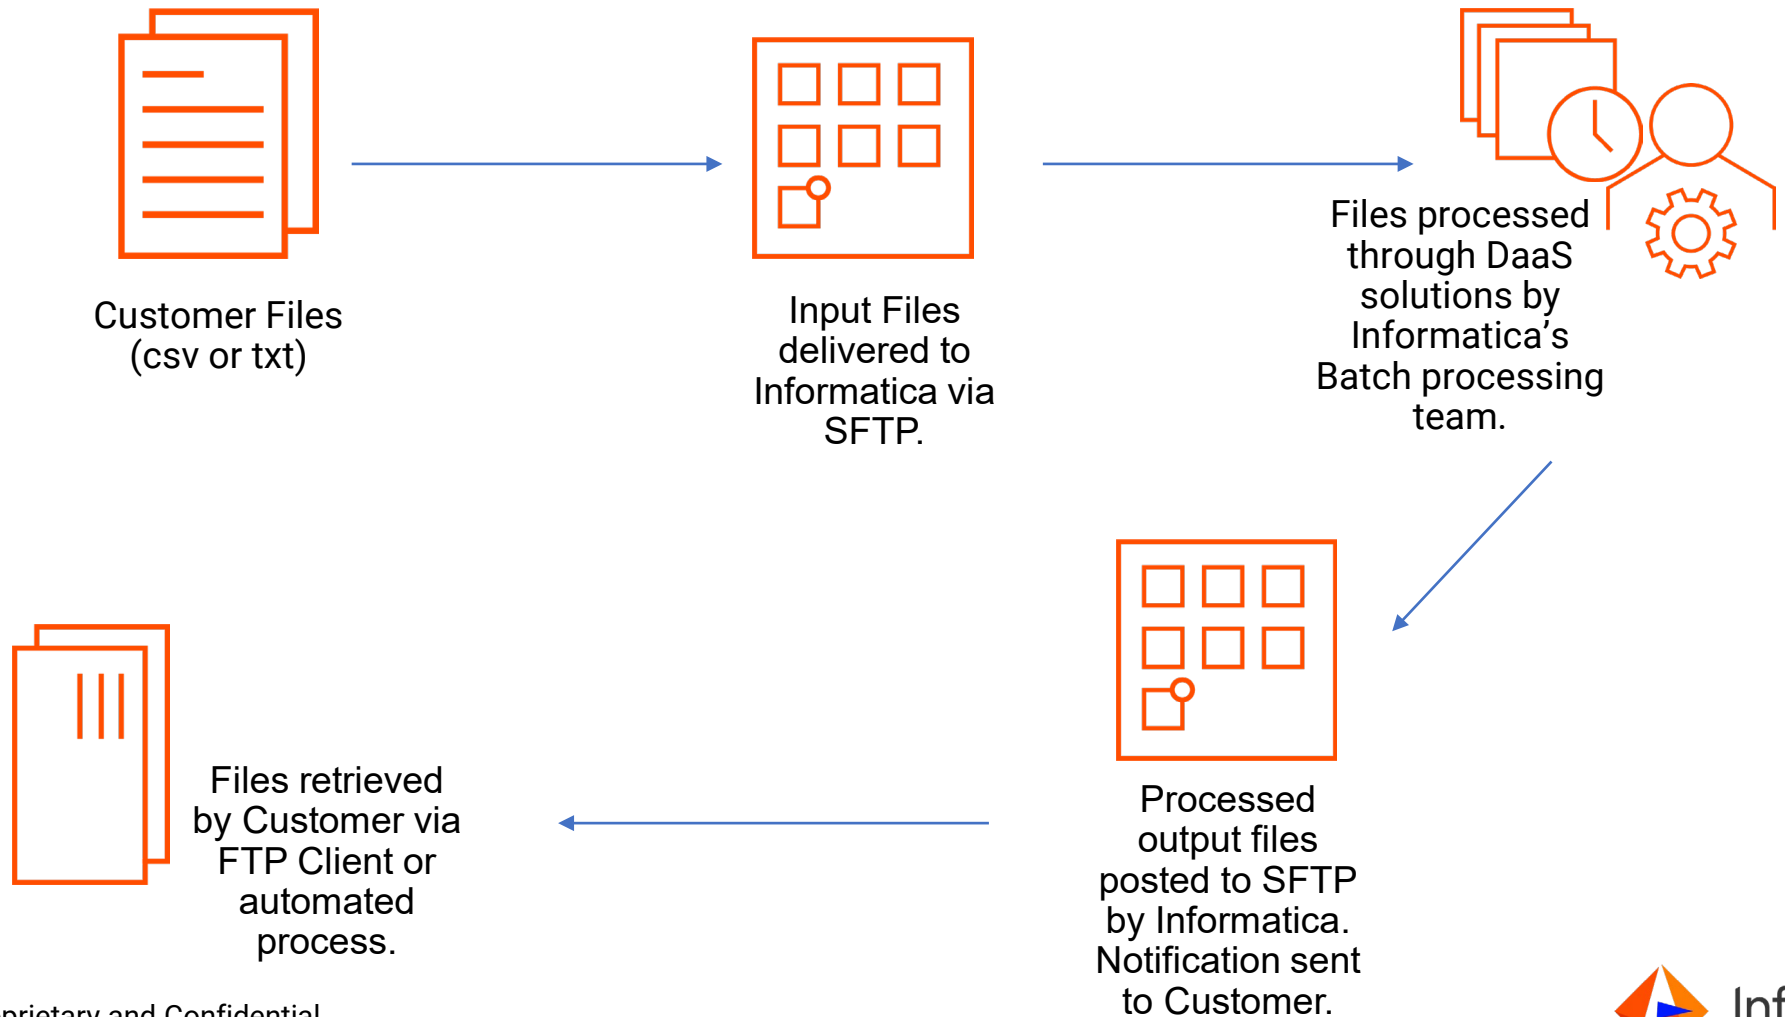 Customer Files
(csv or txt)
Input Files
delivered to
Informatica via
SFTP.
Files processed
through DaaS
solutions by
Informatica’s
Batch processing
team.
Files retrieved
by Customer via
FTP Client or
automated
process.
Processed
output files
posted to SFTP
by Informatica.
Notification sent
to Customer.
and Confidential